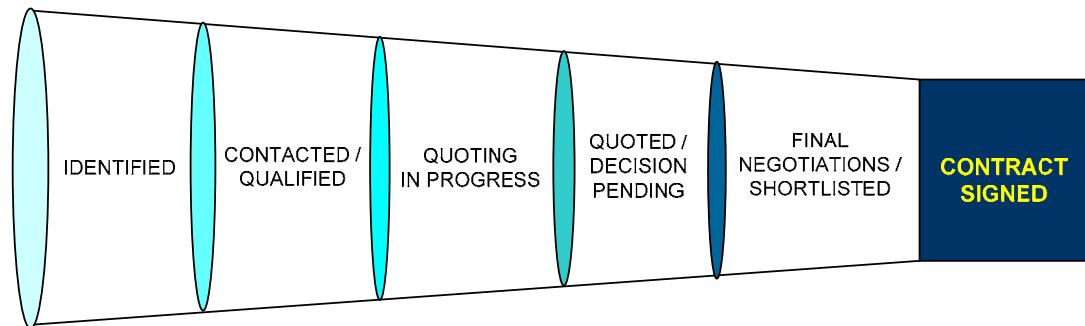 IDENTIFIED
CONTACTED /
QUALIFIED
QUOTING
IN PROGRESS
QUOTED /
DECISION
PENDING
FINAL
NEGOTIATIONS /
SHORTLISTED
CONTRACT
SIGNED